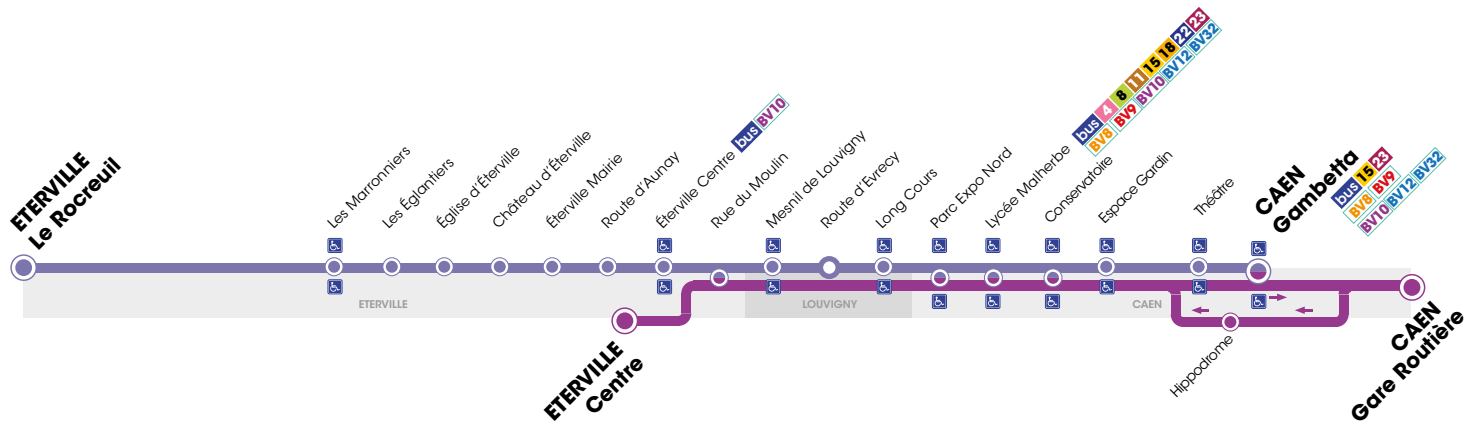 ETERVILLE
Le Rocreuil
Les Marronniers
Les Églantiers
Église d'Éterville
Château d'Éterville
Éterville Mairie
Route d'Aunay
Éterville Centre bus BV10
Rue du Moulin
Mesnil de Louvigny
Route d'Evrecy
Long Cours
Parc Expo Nord
Lycée Malherbe bus 4 8 11 15 18 22 23
BV8 BV9 BV10 BV12 BV32
Conservatoire
Espace Gardin
Théâtre
CAEN
Gambetta
bus 15 23
BV8 BV9
BV10 BV12 BV32
ETERVILLE
LOUVIGNY
CAEN
ETERVILLE
Centre
Hippodrome
CAEN
Gare Routière